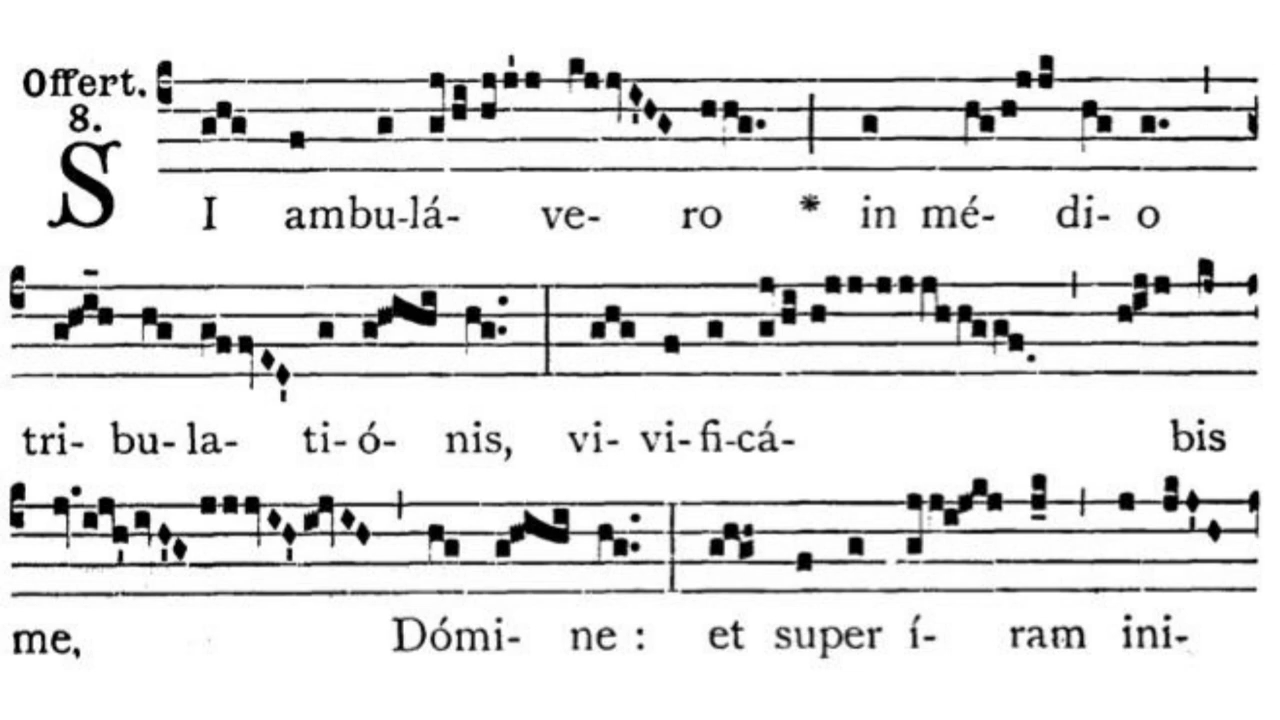 Offert.
8.
SI ambu-lá- ve- ro * in mé- di- o
tri- bu- la- ti- ó- nis, vi- vi- fi-cá- bis
me, Dómi- ne : et super í- ram ini-